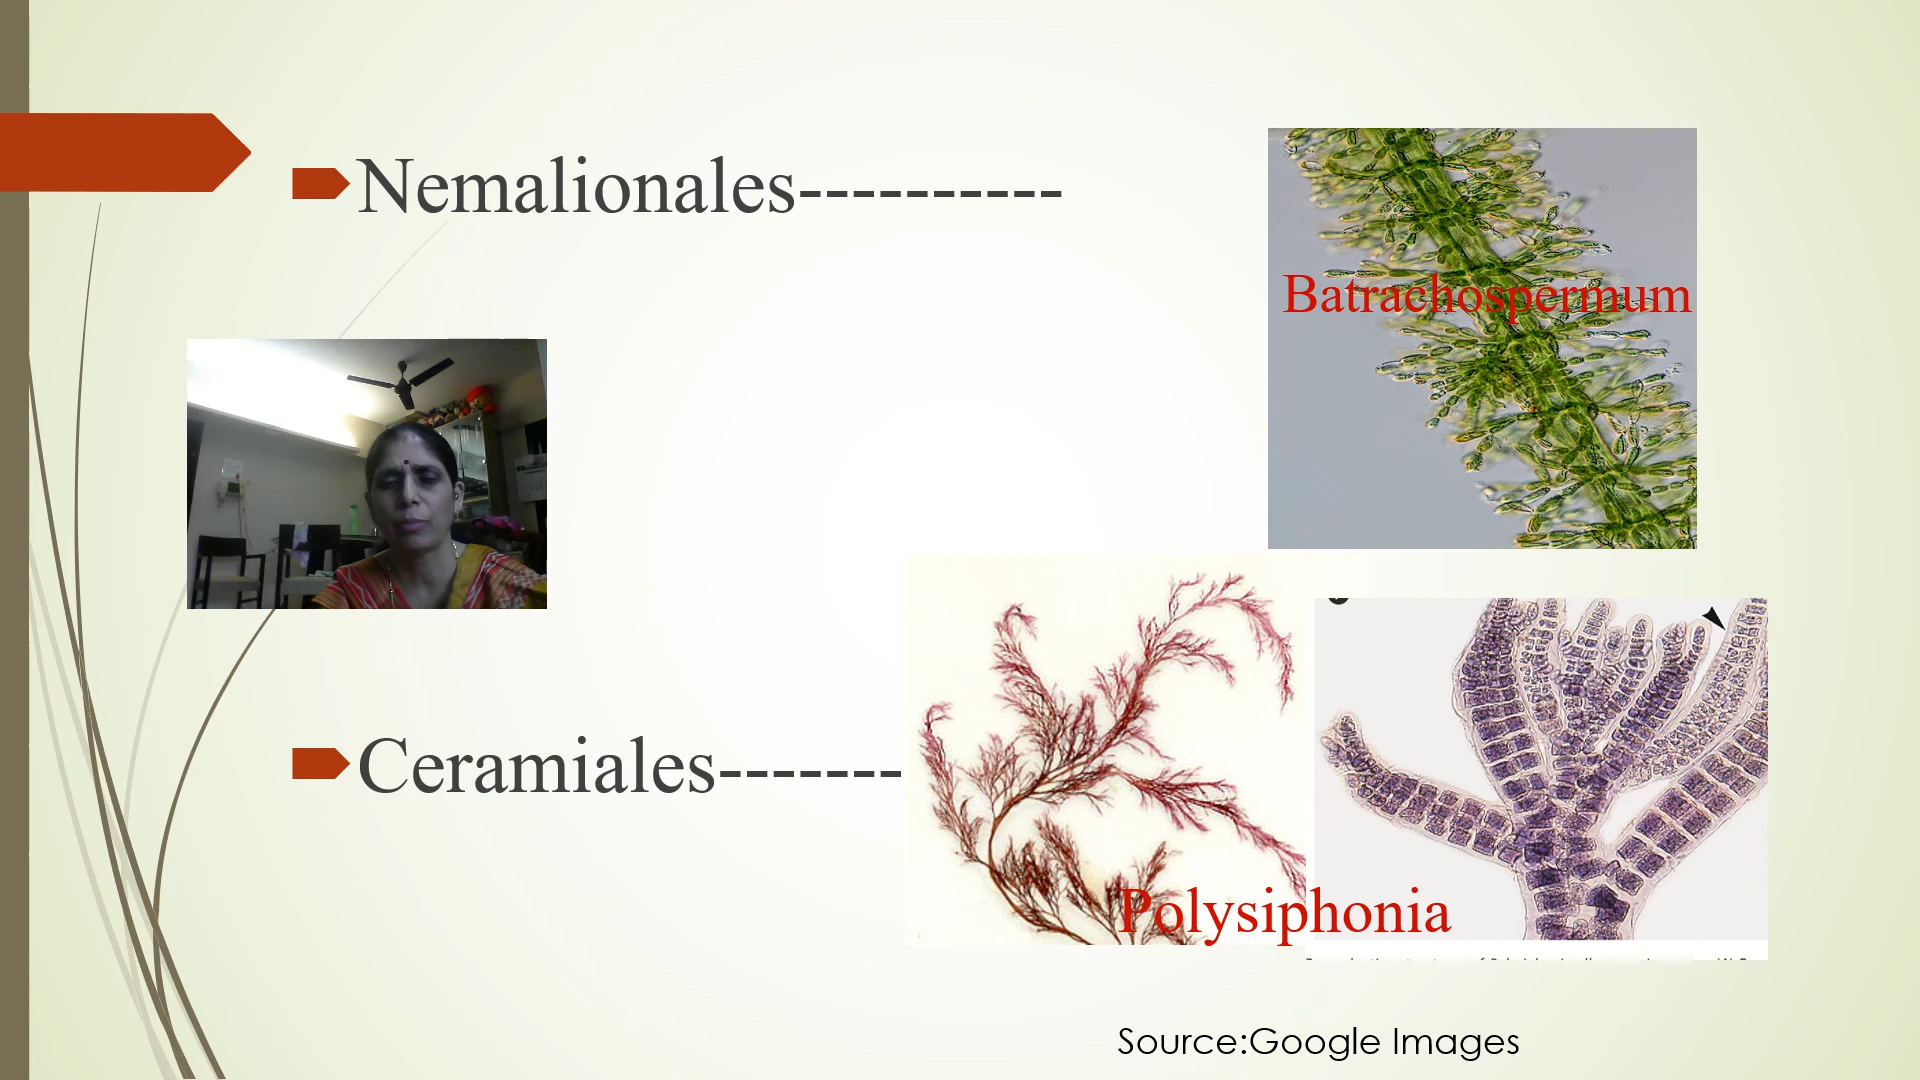 Nemalionales----------
Batrachospermum
Ceramiales-------
Polysiphonia
Source:Google Images